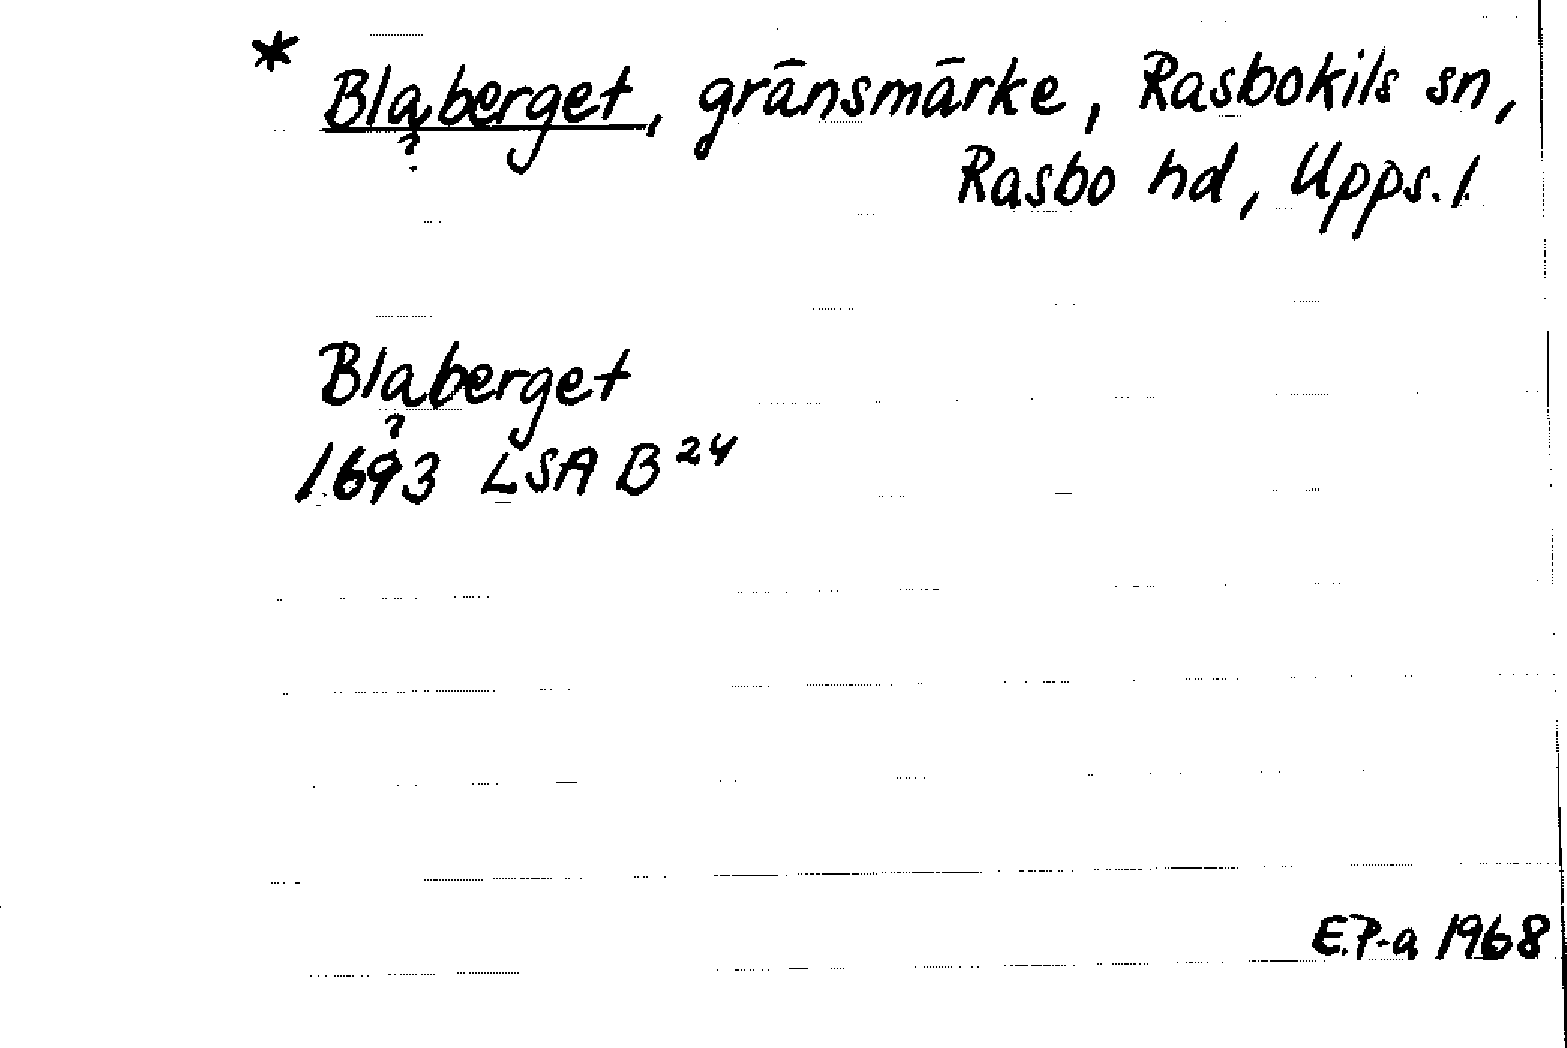 * Blaberget, gränsmärke, Rasbokils sn,
?
Rasbo hd, Upps. l.
Blaberget
?
1693 LSA B24
E.P-a 1968